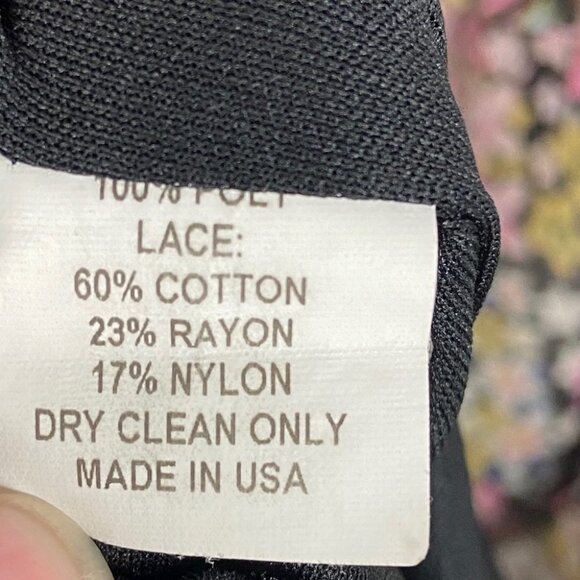 100% POLY
LACE:
60% COTTON
23% RAYON
17% NYLON
DRY CLEAN ONLY
MADE IN USA